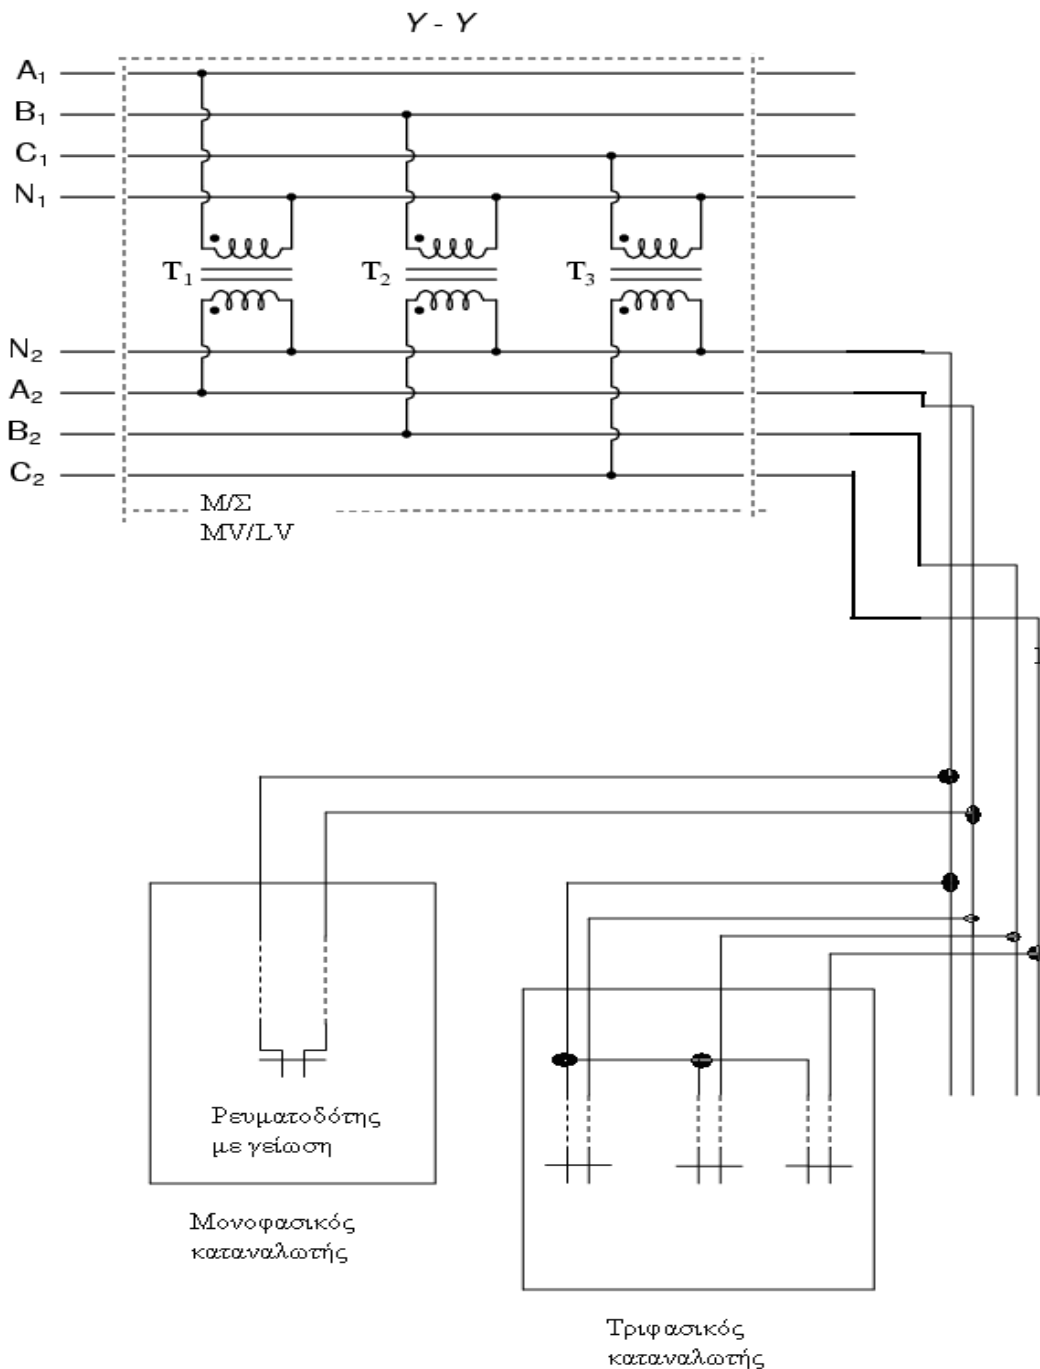 Y - Y
A₁
B₁
C₁
N₁
T₁
T₂
T₃
N₂
A₂
B₂
C₂
Μ/Σ
MV/LV
Ρευματοδότης
με γείωση
Μονοφασικός
καταναλωτής
Τριφασικός
καταναλωτής